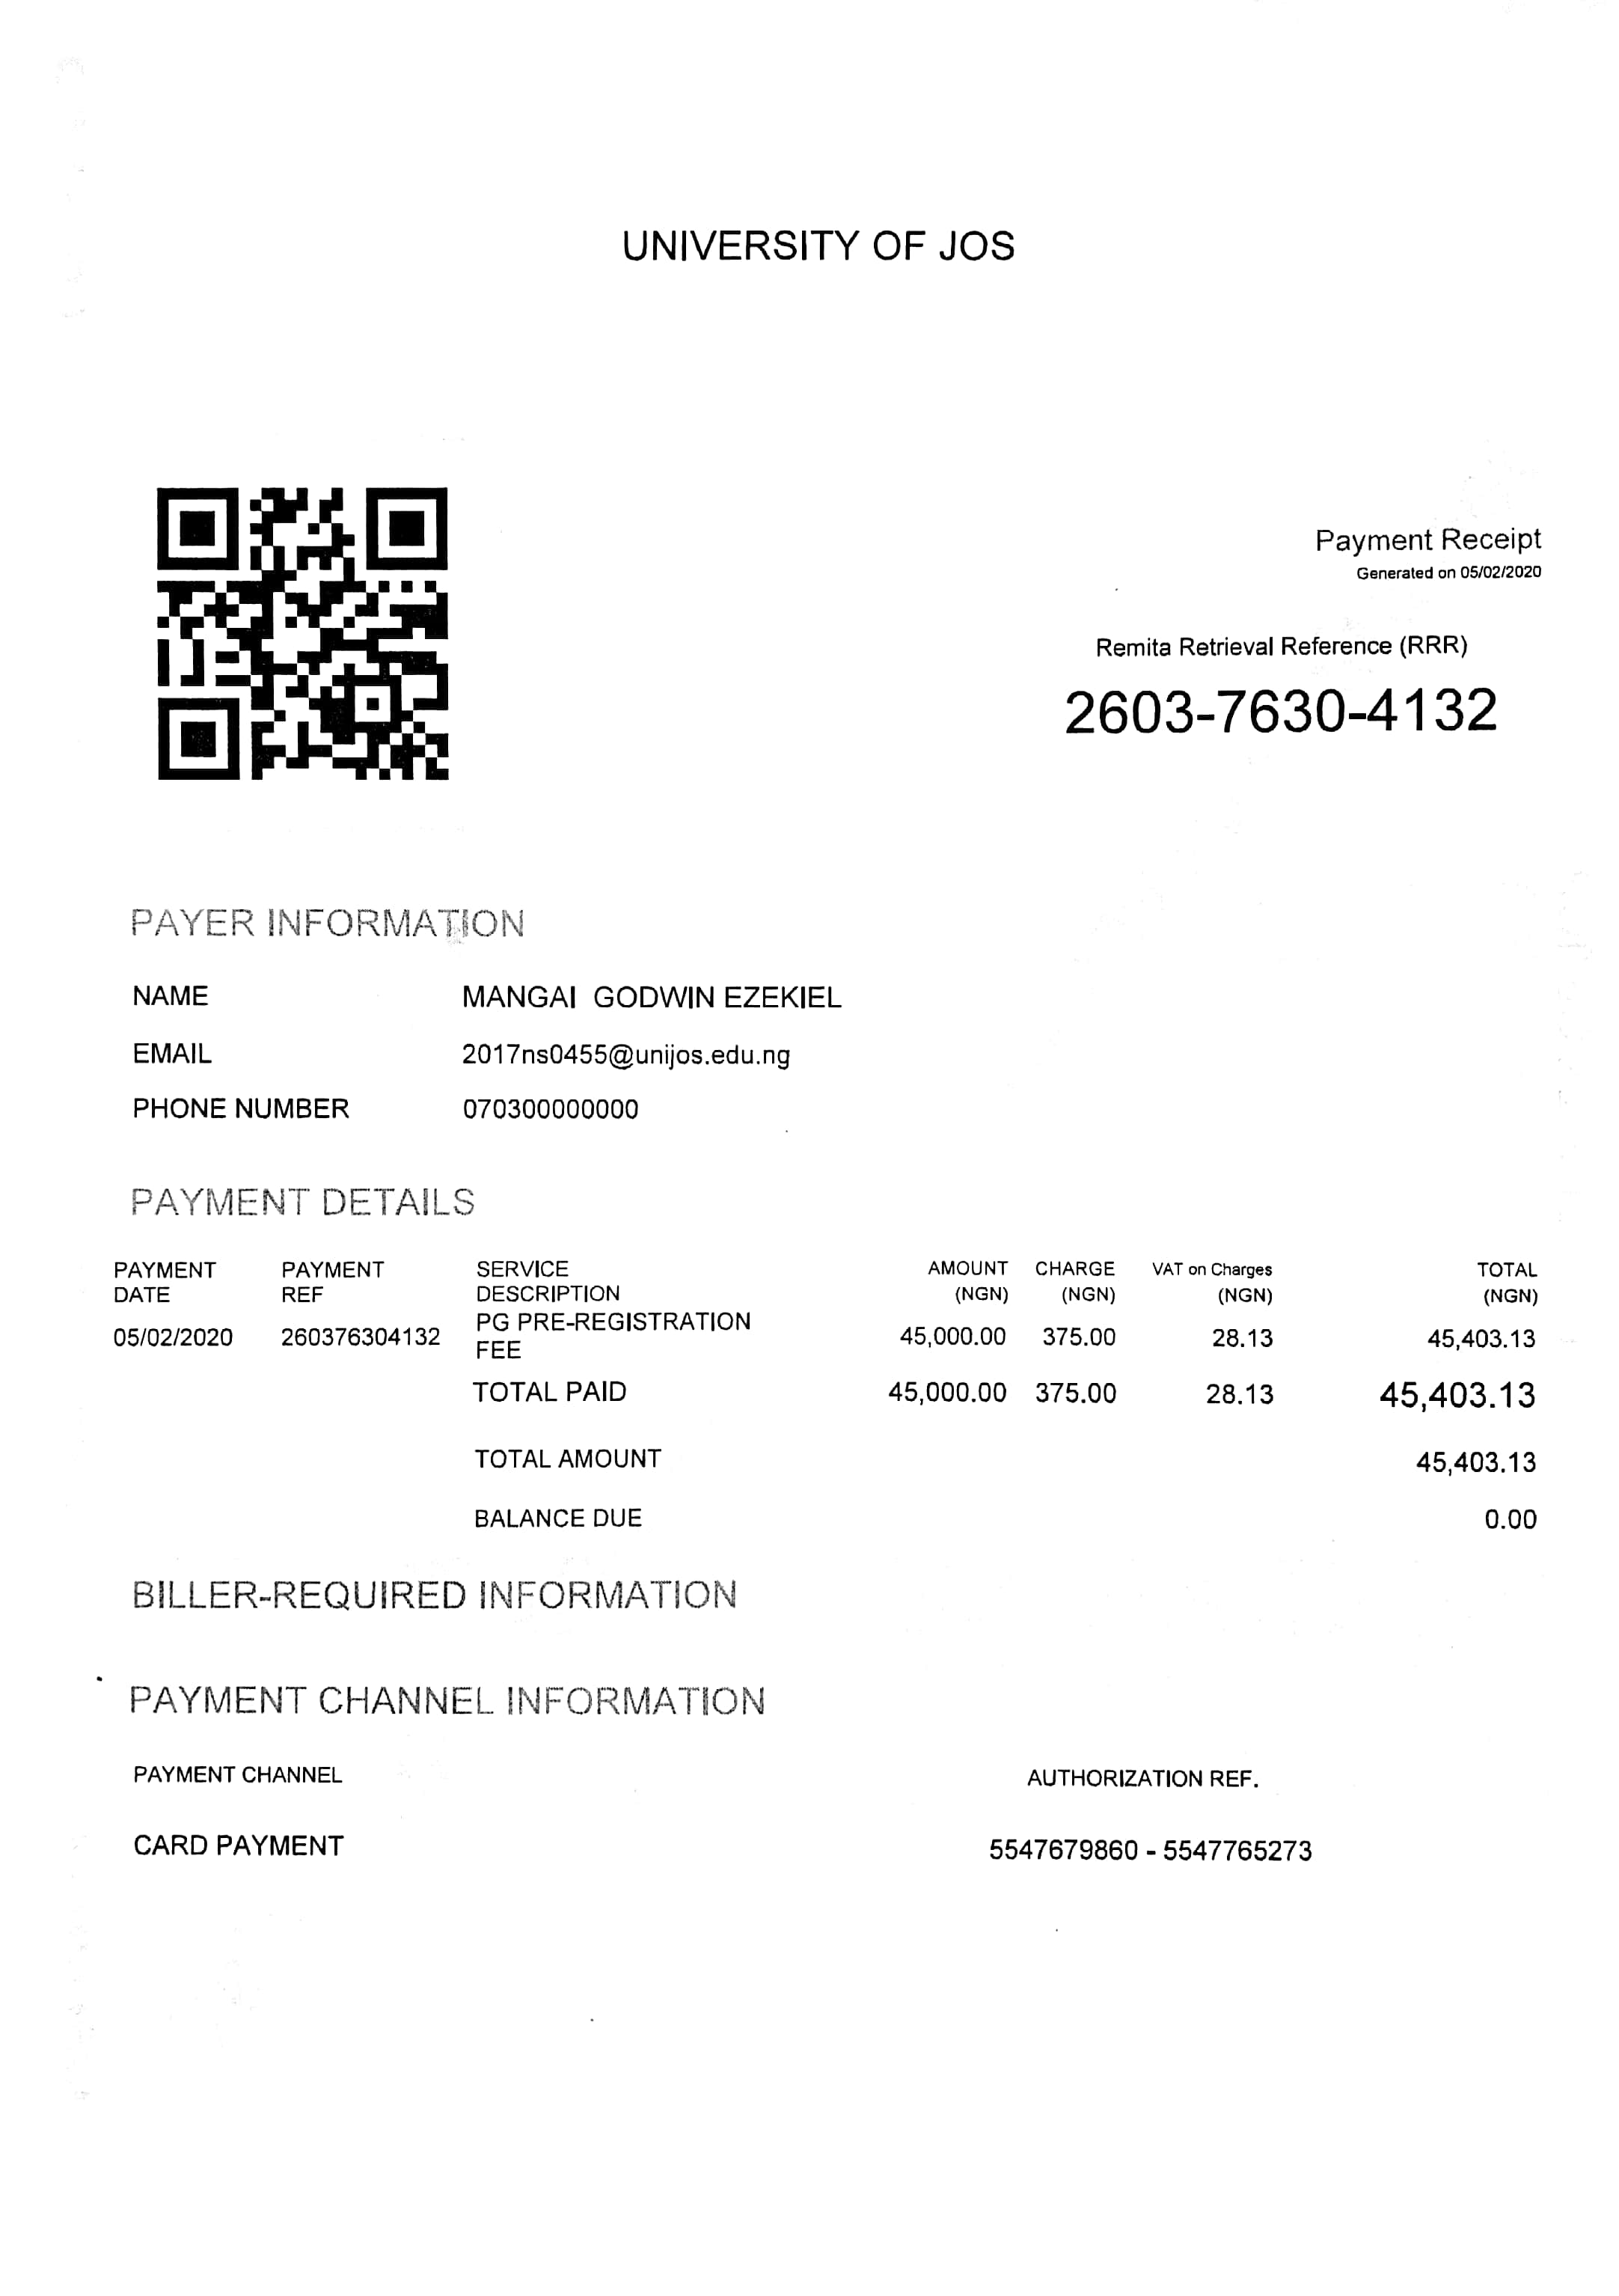 UNIVERSITY OF JOS
Payment Receipt
Generated on 05/02/2020
Remita Retrieval Reference (RRR)
2603-7630-4132
PAYER INFORMATION
NAME MANGAI GODWIN EZEKIEL
EMAIL 2017ns0455@unijos.edu.ng
PHONE NUMBER 070300000000
PAYMENT DETAILS
PAYMENT PAYMENT SERVICE AMOUNT CHARGE VAT on Charges TOTAL
DATE REF DESCRIPTION (NGN) (NGN) (NGN) (NGN)
05/02/2020 260376304132 PG PRE-REGISTRATION 45,000.00 375.00 28.13 45,403.13
FEE
TOTAL PAID 45,000.00 375.00 28.13 45,403.13
TOTAL AMOUNT 45,403.13
BALANCE DUE 0.00
BILLER-REQUIRED INFORMATION
PAYMENT CHANNEL INFORMATION
PAYMENT CHANNEL AUTHORIZATION REF.
CARD PAYMENT 5547679860 - 5547765273